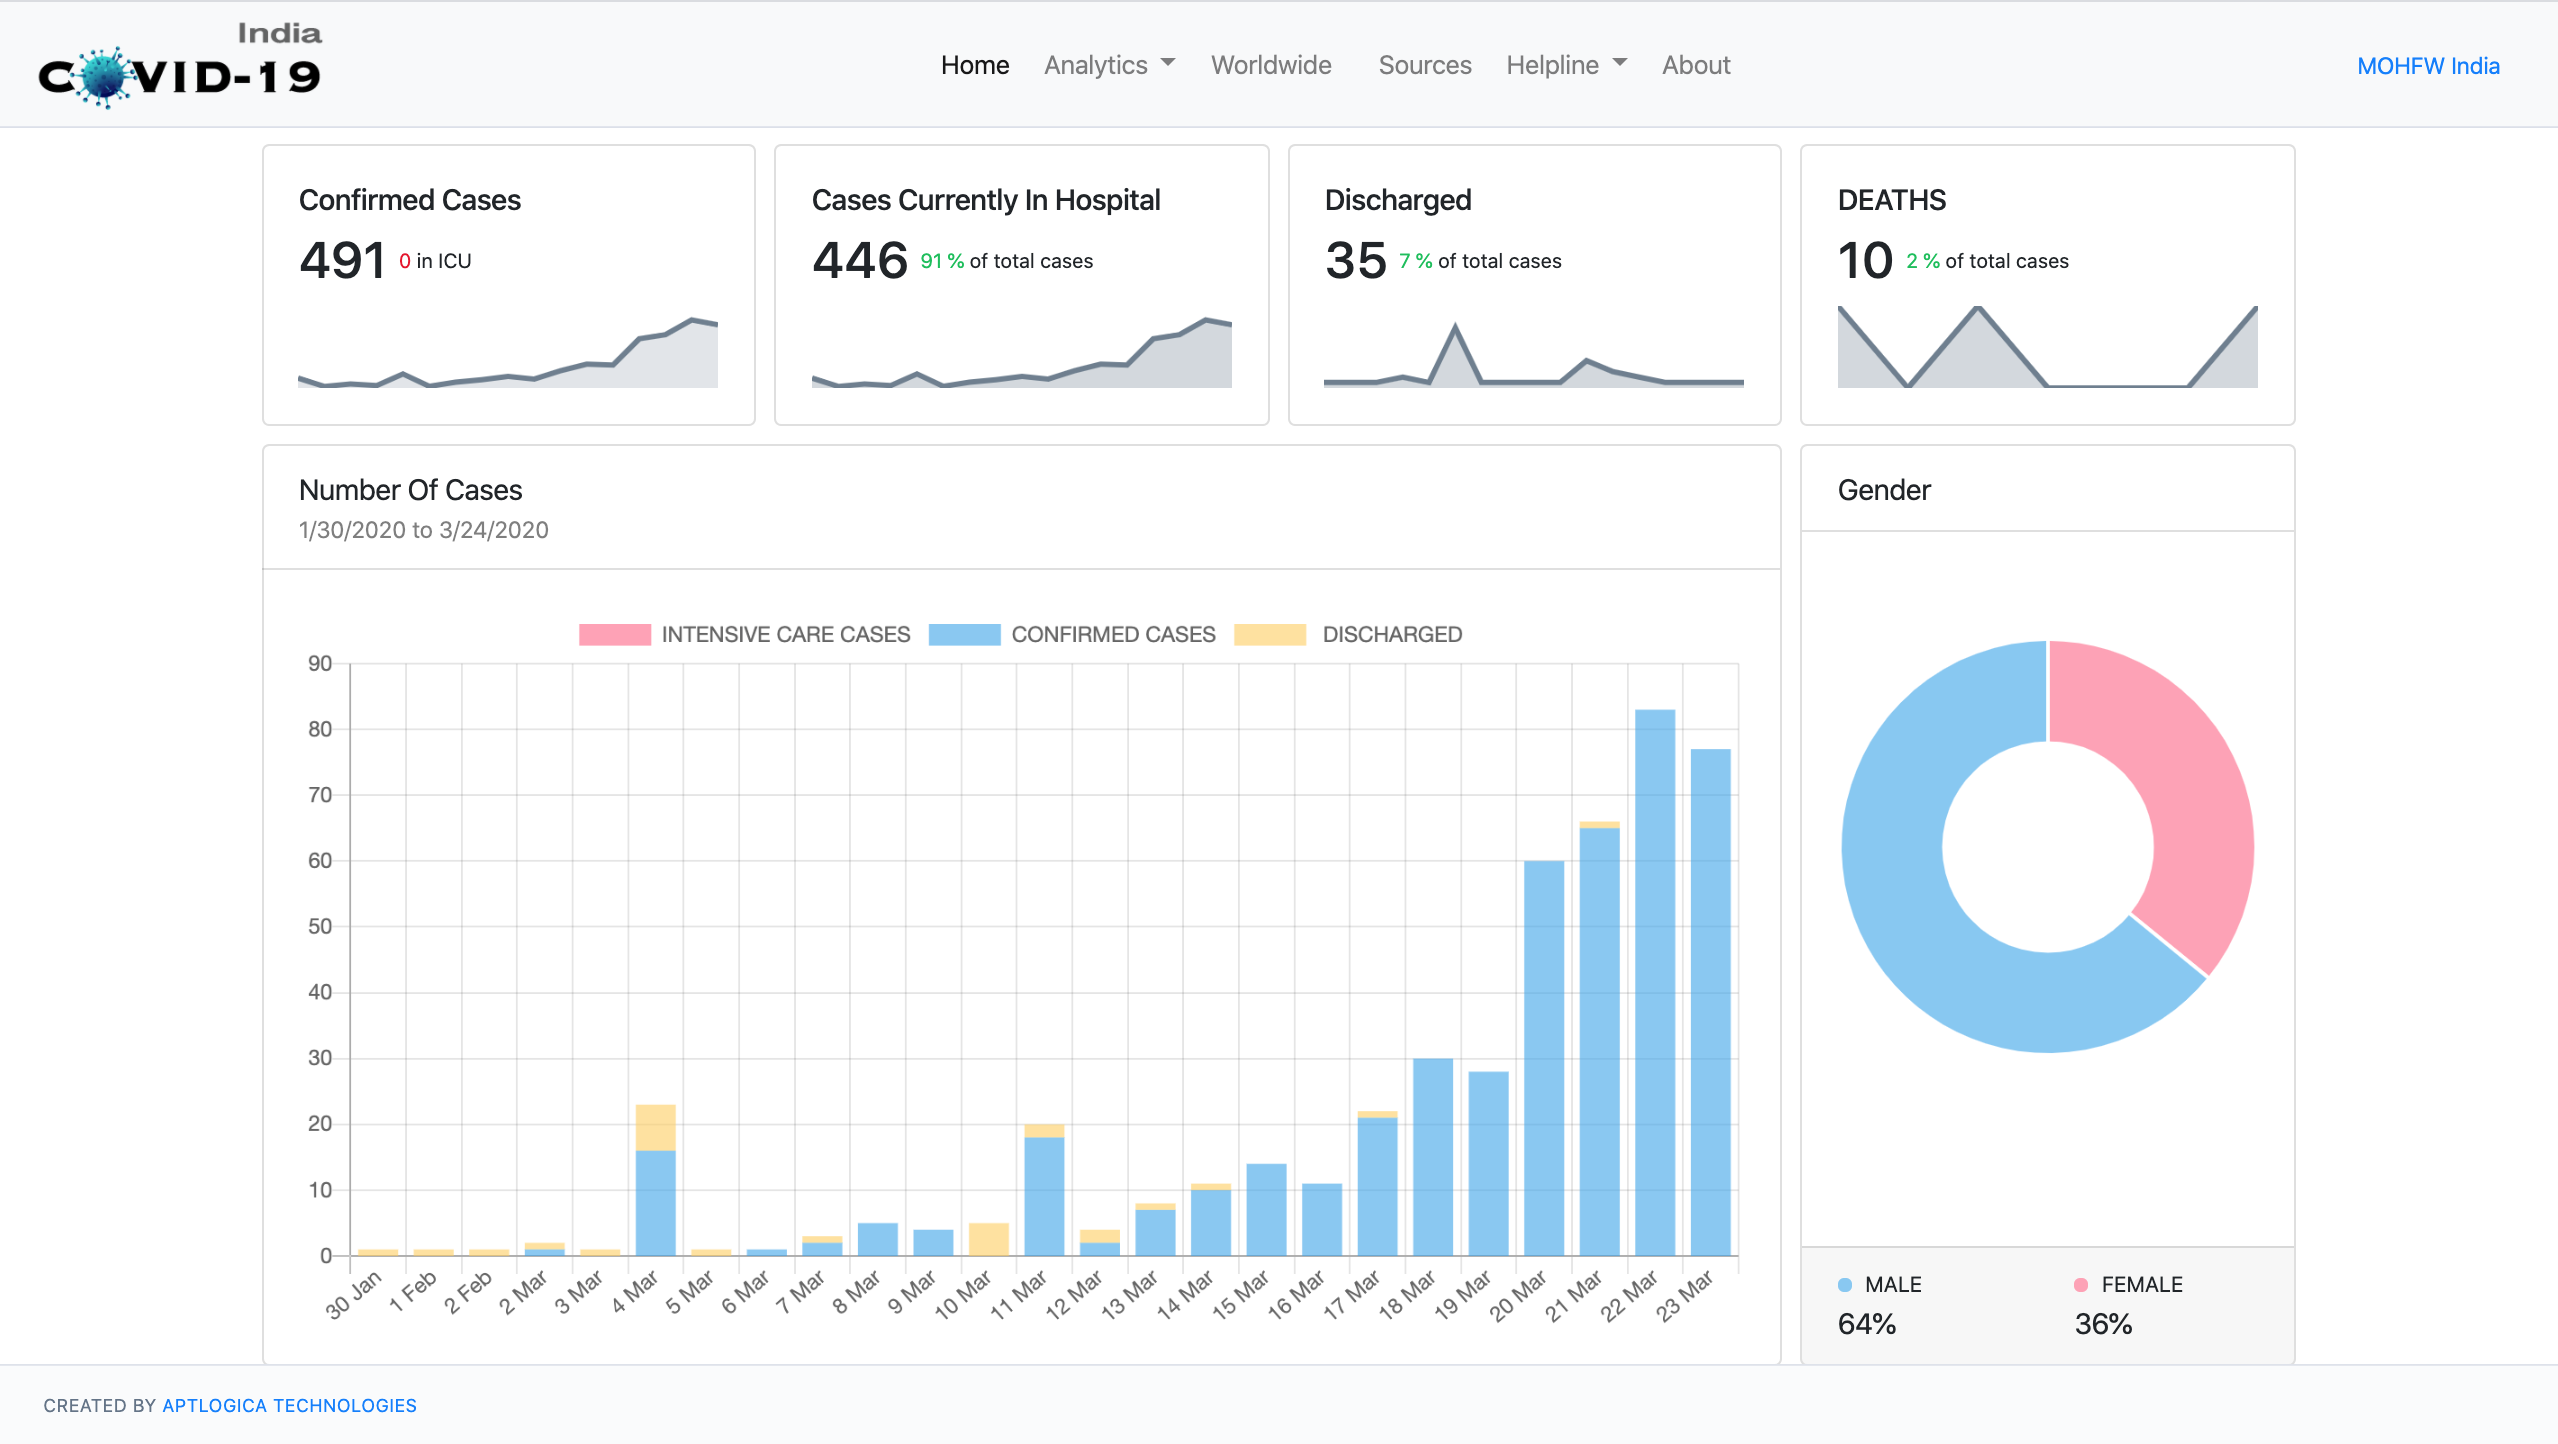 India
COVID-19
Home Analytics Worldwide Sources Helpline About
MOHFW India
Confirmed Cases
491 0 in ICU
Cases Currently In Hospital
446 91 % of total cases
Discharged
35 7 % of total cases
DEATHS
10 2 % of total cases
Number Of Cases
1/30/2020 to 3/24/2020
INTENSIVE CARE CASES CONFIRMED CASES DISCHARGED
90
80
70
60
50
40
30
20
10
0
30 Jan 1 Feb 2 Feb 2 Mar 3 Mar 4 Mar 5 Mar 6 Mar 7 Mar 8 Mar 9 Mar 10 Mar 11 Mar 12 Mar 13 Mar 14 Mar 15 Mar 16 Mar 17 Mar 18 Mar 19 Mar 20 Mar 21 Mar 22 Mar 23 Mar
Gender
MALE FEMALE
64% 36%
CREATED BY APTLOGICA TECHNOLOGIES